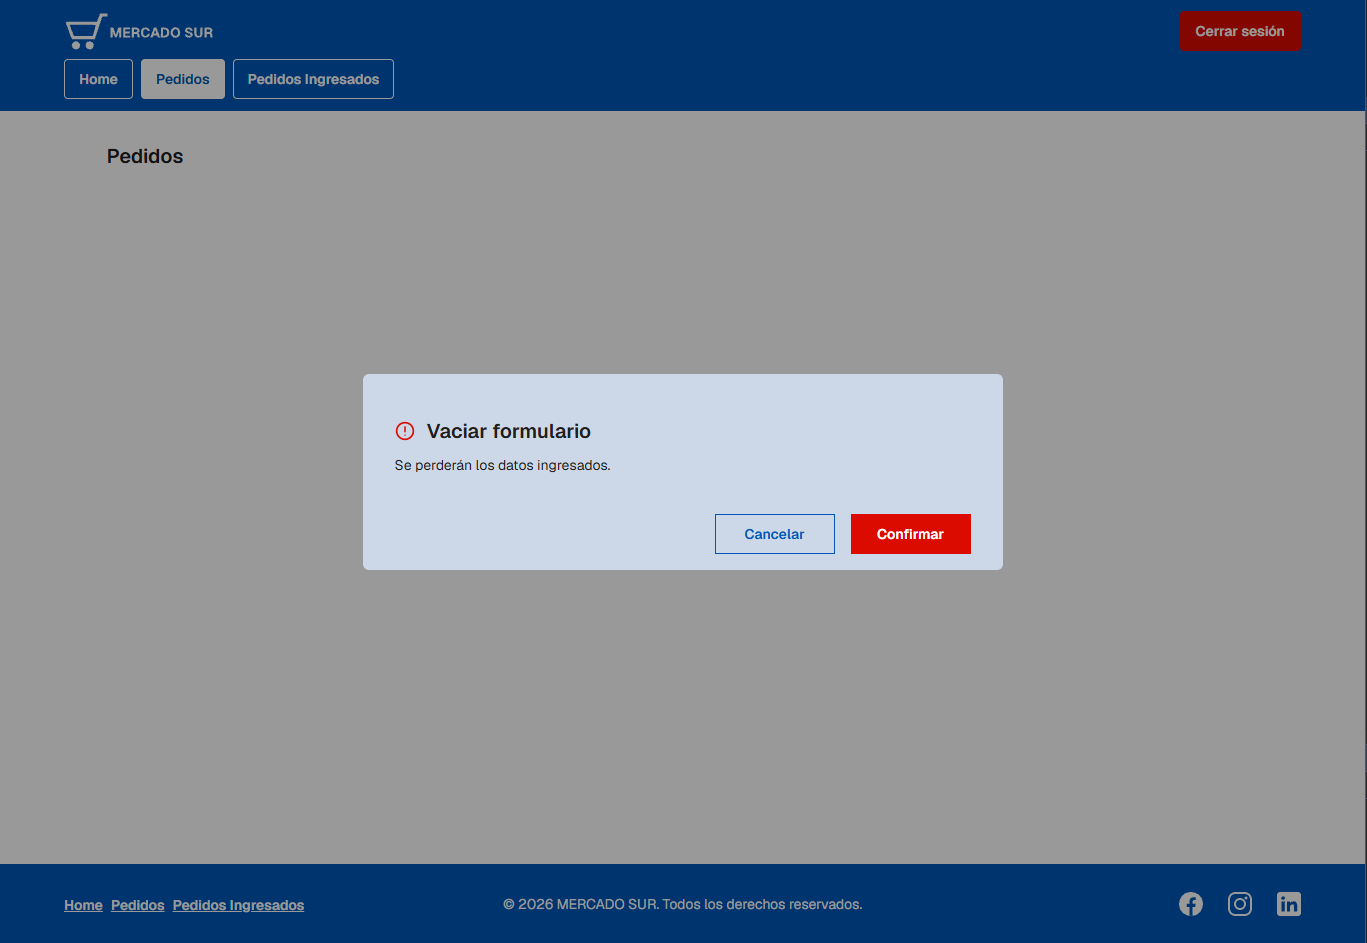 MERCADO SUR
Cerrar sesión
Home Pedidos Pedidos Ingresados
Pedidos
Vaciar formulario
Se perderán los datos ingresados.
Cancelar Confirmar
Home Pedidos Pedidos Ingresados © 2026 MERCADO SUR. Todos los derechos reservados.